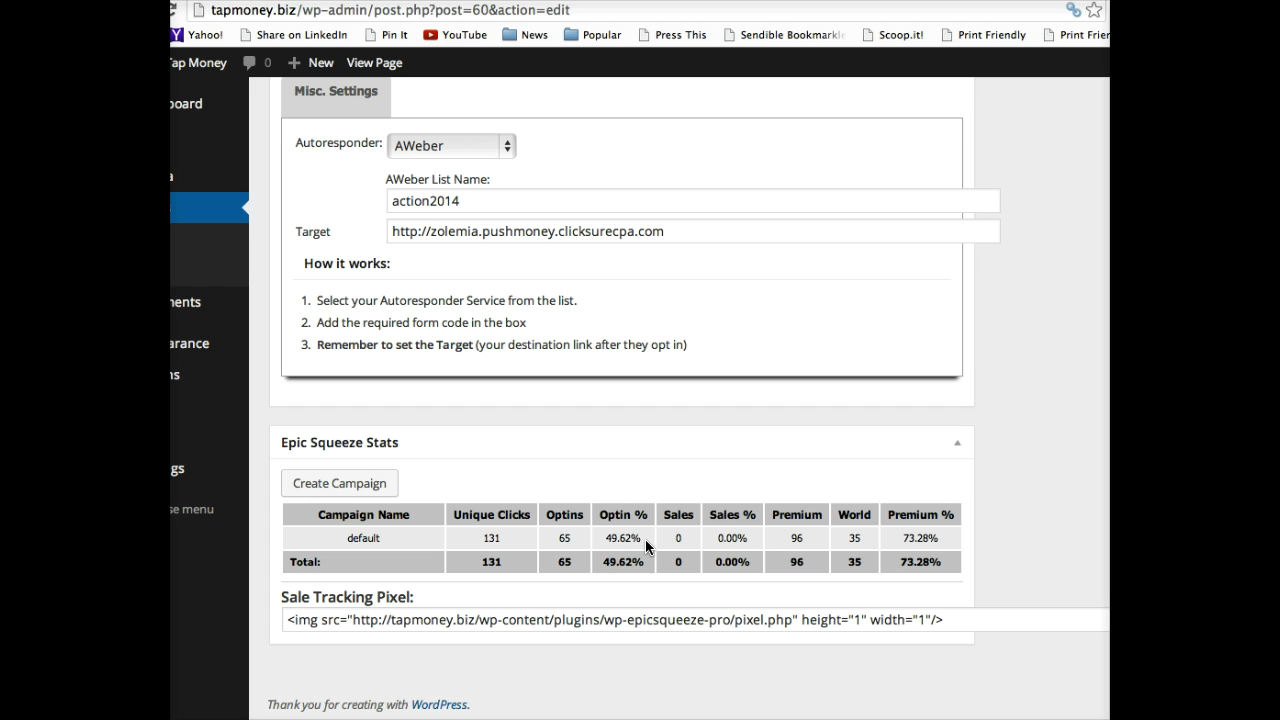 tapmoney.biz/wp-admin/post.php?post=60&action=edit
Yahoo! Share on LinkedIn Pin It YouTube News Popular Press This Sendible Bookmarkle Scoop.it! Print Friendly Print Frien
Tap Money 0 New View Page
board
Misc. Settings
Autoresponder: AWeber
AWeber List Name:
action2014
Target http://zolemia.pushmoney.clicksurecpa.com
How it works:
1. Select your Autoresponder Service from the list.
2. Add the required form code in the box
3. Remember to set the Target (your destination link after they opt in)
a
s
nents
arance
ns
gs
se menu
Epic Squeeze Stats
Create Campaign
Campaign Name Unique Clicks Optins Optin % Sales Sales % Premium World Premium %
default 131 65 49.62% 0 0.00% 96 35 73.28%
Total: 131 65 49.62% 0 0.00% 96 35 73.28%
Sale Tracking Pixel:
<img src="http://tapmoney.biz/wp-content/plugins/wp-epicsqueeze-pro/pixel.php" height="1" width="1"/>
Thank you for creating with WordPress.